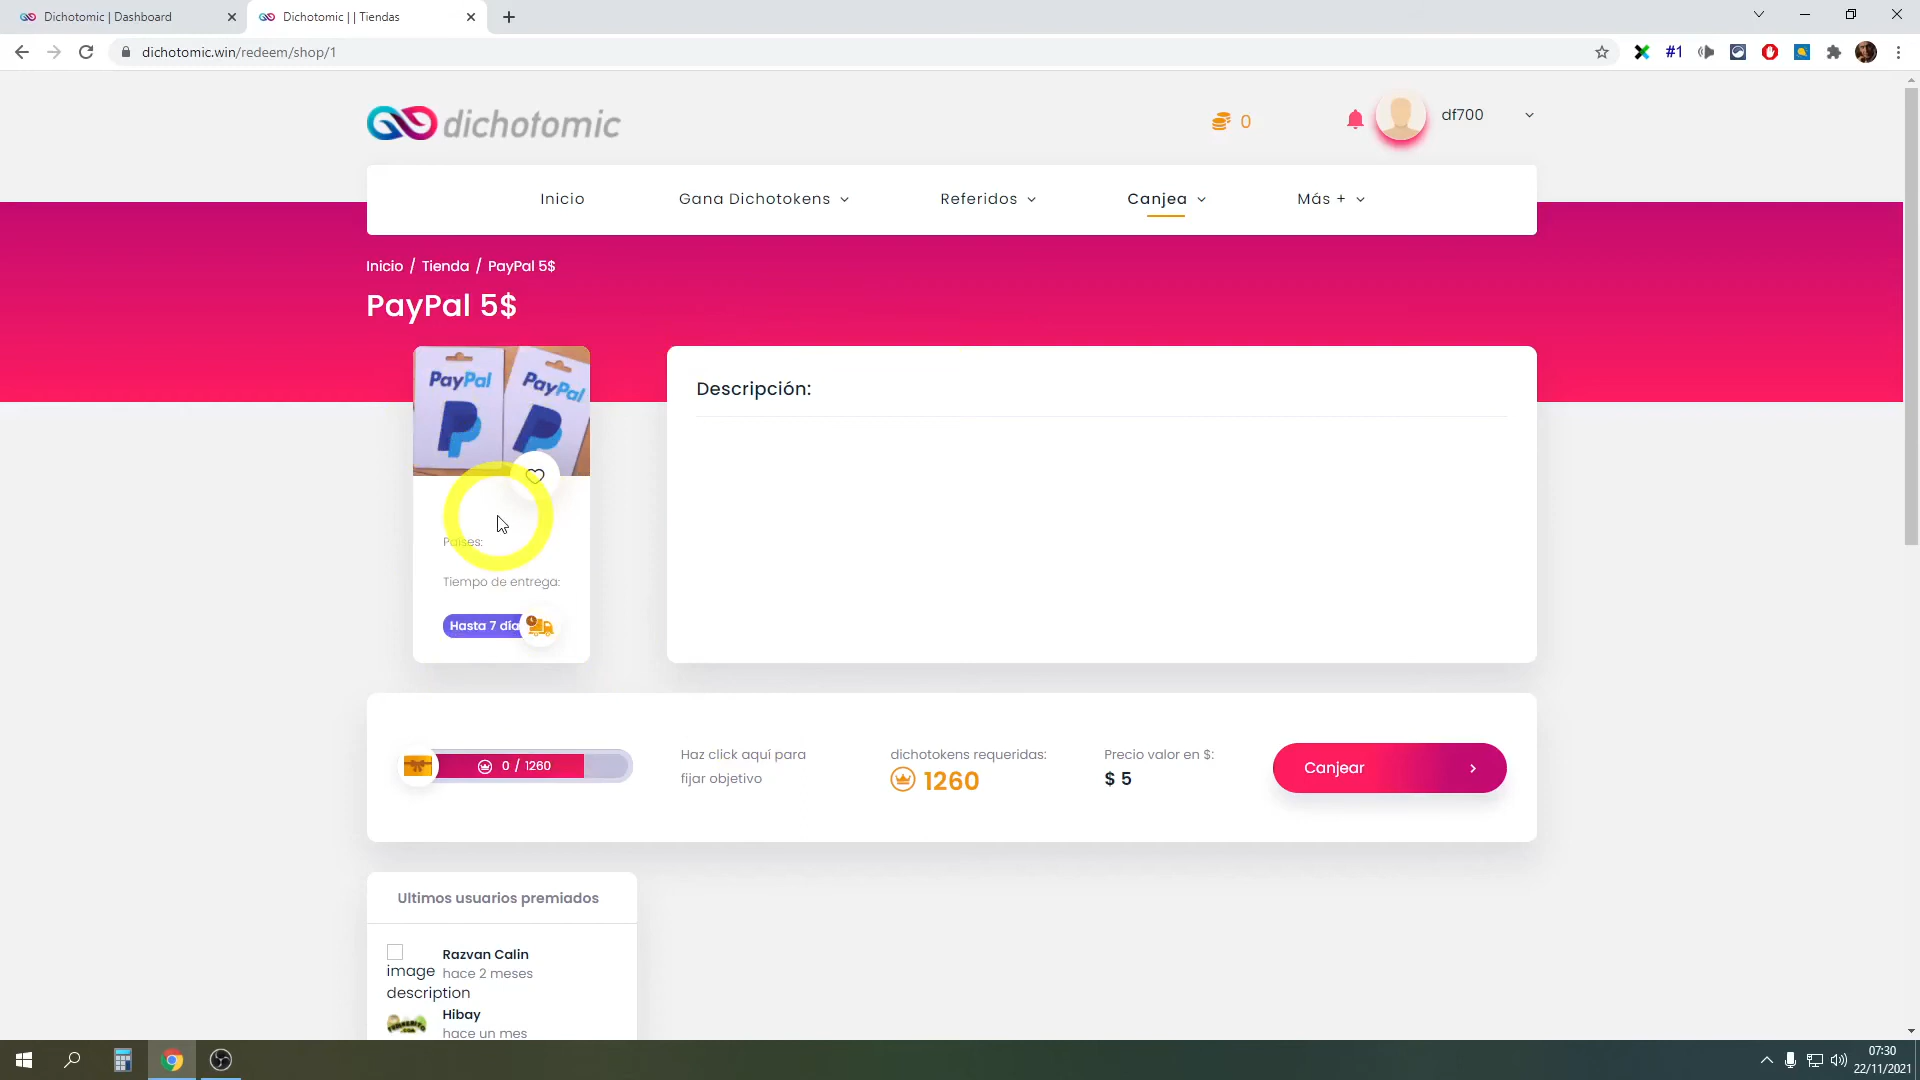 Dichotomic | Dashboard
Dichotomic | | Tiendas
dichotomic.win/redeem/shop/1
#1
dichotomic
0
df700
Inicio
Gana Dichotokens
Referidos
Canjea
Más +
Inicio / Tienda / PayPal 5$
PayPal 5$
PayPal
PayPal
Descripción:
Países:
Tiempo de entrega:
Hasta 7 día
0 / 1260
Haz click aquí para
fijar objetivo
dichotokens requeridas:
1260
Precio valor en $:
$ 5
Canjear
Ultimos usuarios premiados
image
description
Razvan Calin
hace 2 meses
Hibay
hace un mes
07:30
22/11/2021